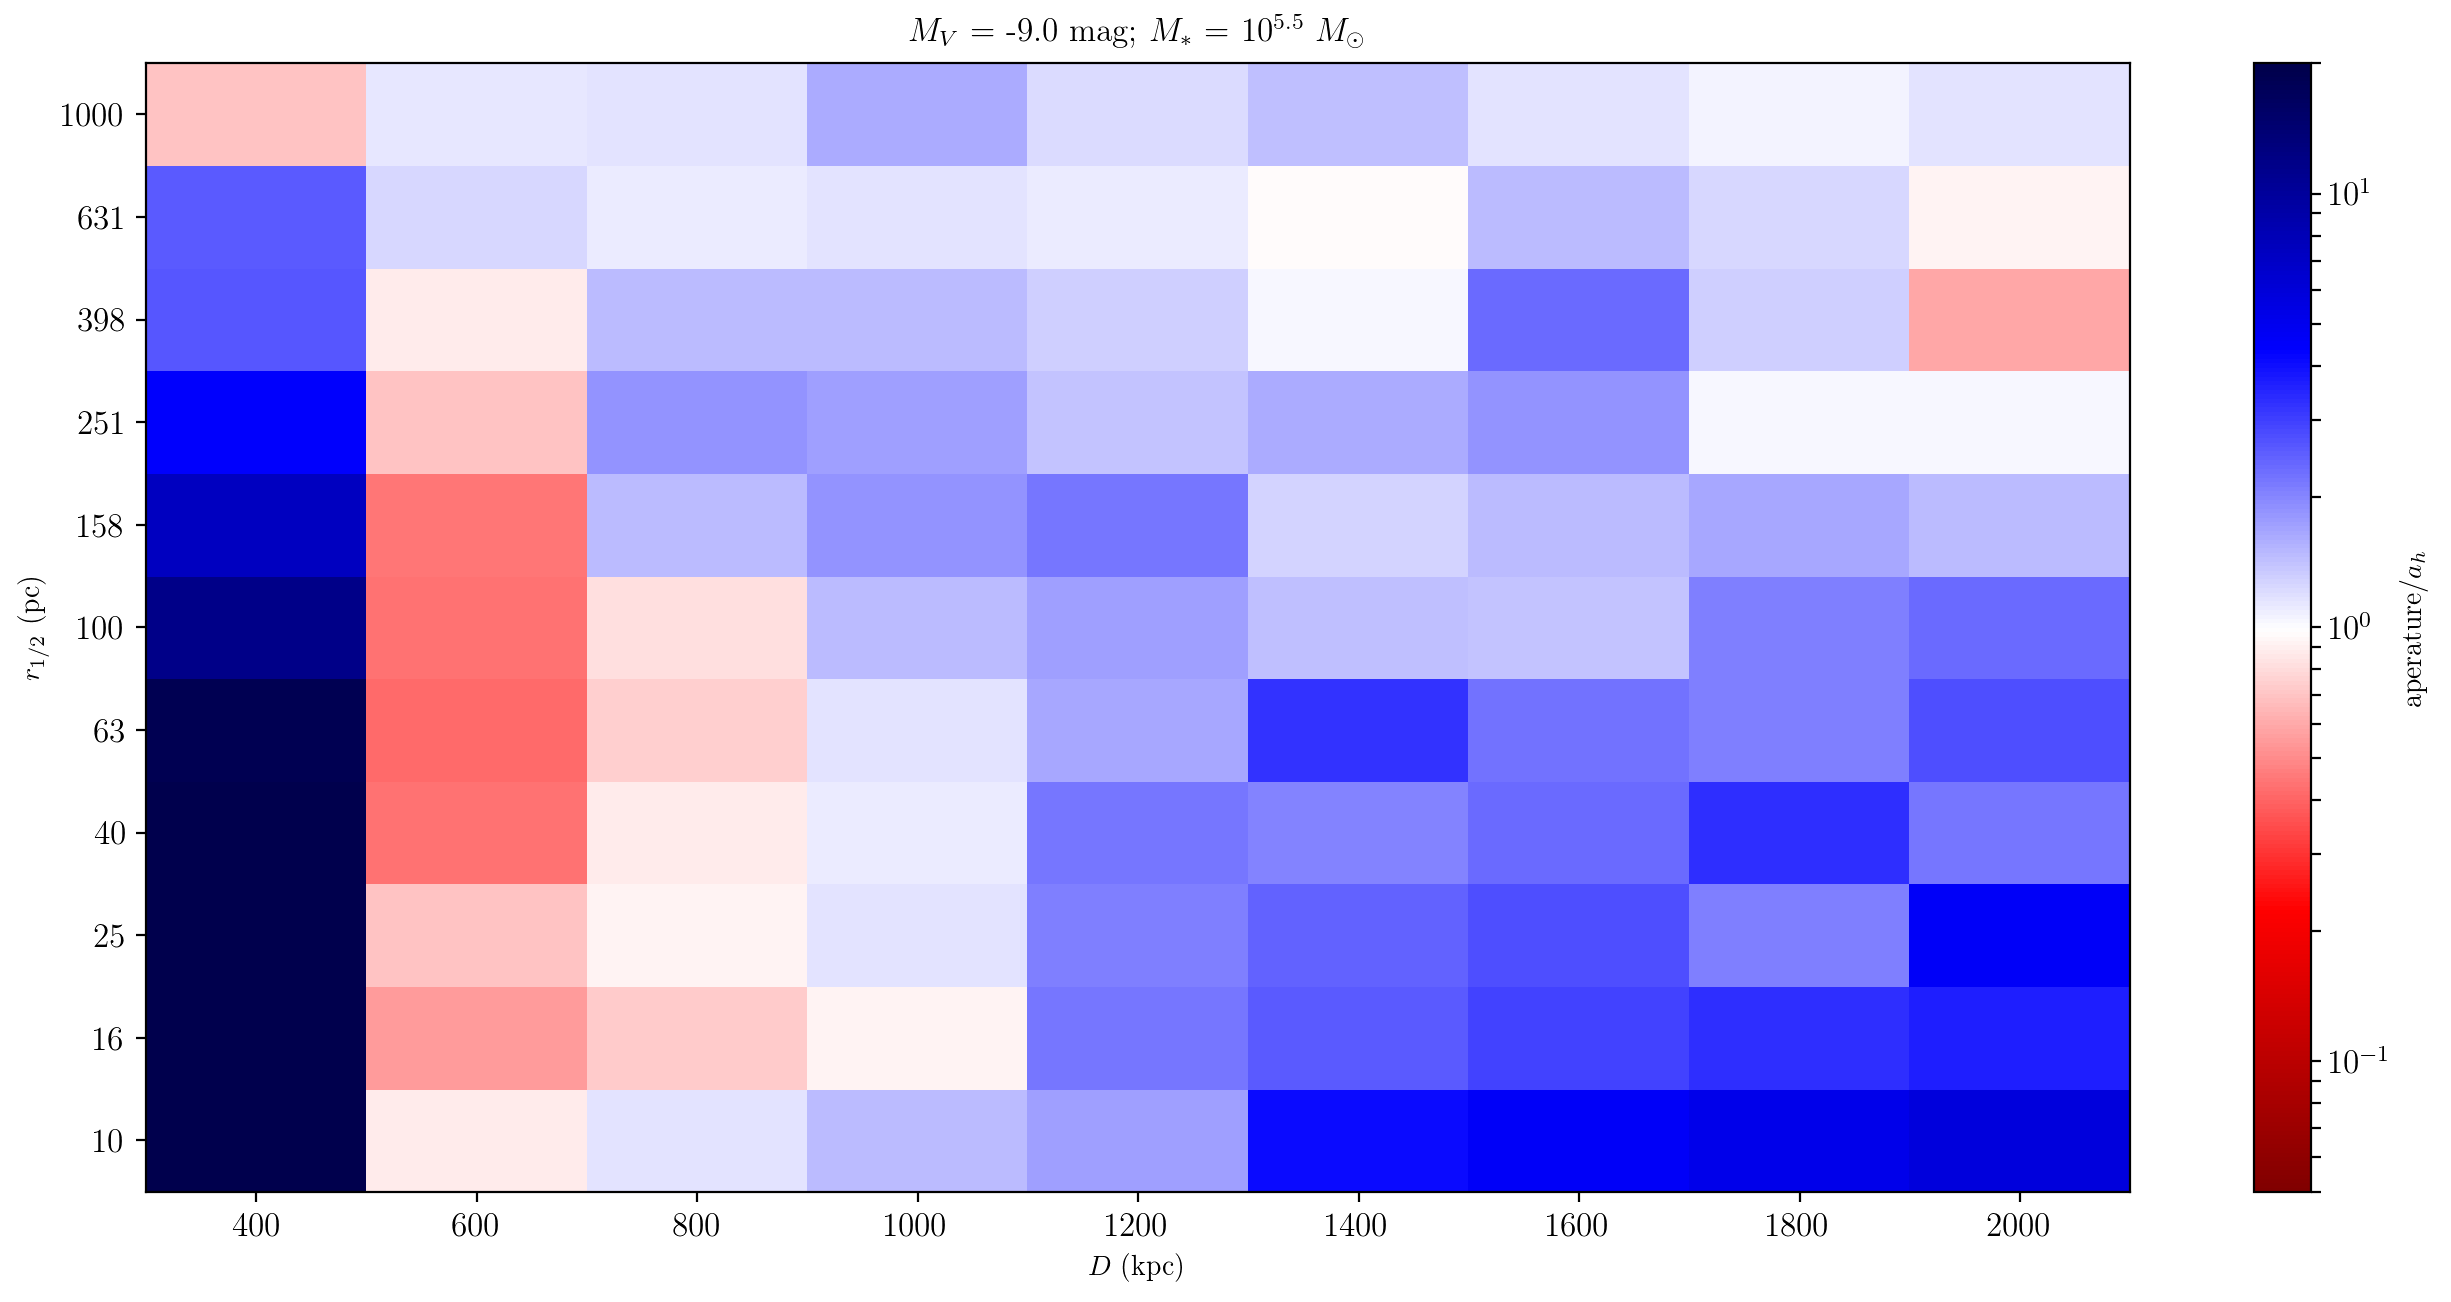 M_V = -9.0 mag; M_* = 10^{5.5} M_⊙
1000
631
398
251
158
100
63
40
25
16
10
r_{1/2} (pc)
400 600 800 1000 1200 1400 1600 1800 2000
D (kpc)
10^1
10^0
10^{-1}
aperature/a_h